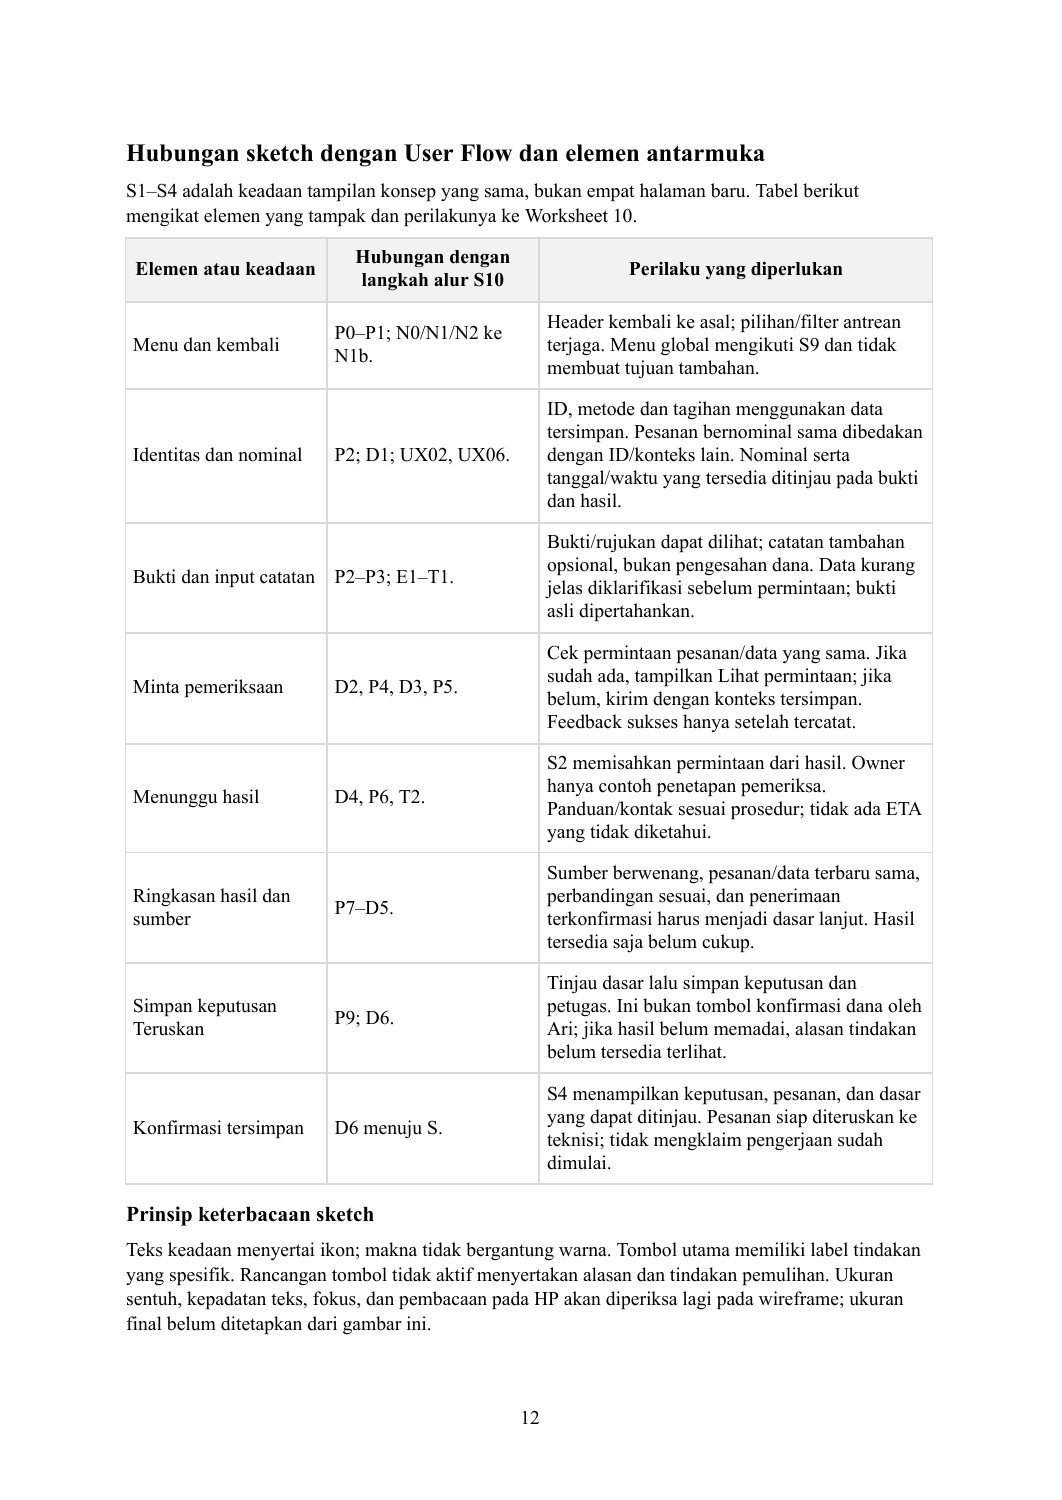 Hubungan sketch dengan User Flow dan elemen antarmuka
S1–S4 adalah keadaan tampilan konsep yang sama, bukan empat halaman baru. Tabel berikut
mengikat elemen yang tampak dan perilakunya ke Worksheet 10.
Elemen atau keadaan
Hubungan dengan
langkah alur S10
Perilaku yang diperlukan
Menu dan kembali
P0–P1; N0/N1/N2 ke
N1b.
Header kembali ke asal; pilihan/filter antrean
terjaga. Menu global mengikuti S9 dan tidak
membuat tujuan tambahan.
Identitas dan nominal
P2; D1; UX02, UX06.
ID, metode dan tagihan menggunakan data
tersimpan. Pesanan bernominal sama dibedakan
dengan ID/konteks lain. Nominal serta
tanggal/waktu yang tersedia ditinjau pada bukti
dan hasil.
Bukti dan input catatan
P2–P3; E1–T1.
Bukti/rujukan dapat dilihat; catatan tambahan
opsional, bukan pengesahan dana. Data kurang
jelas diklarifikasi sebelum permintaan; bukti
asli dipertahankan.
Minta pemeriksaan
D2, P4, D3, P5.
Cek permintaan pesanan/data yang sama. Jika
sudah ada, tampilkan Lihat permintaan; jika
belum, kirim dengan konteks tersimpan.
Feedback sukses hanya setelah tercatat.
Menunggu hasil
D4, P6, T2.
S2 memisahkan permintaan dari hasil. Owner
hanya contoh penetapan pemeriksa.
Panduan/kontak sesuai prosedur; tidak ada ETA
yang tidak diketahui.
Ringkasan hasil dan
sumber
P7–D5.
Sumber berwenang, pesanan/data terbaru sama,
perbandingan sesuai, dan penerimaan
terkonfirmasi harus menjadi dasar lanjut. Hasil
tersedia saja belum cukup.
Simpan keputusan
Teruskan
P9; D6.
Tinjau dasar lalu simpan keputusan dan
petugas. Ini bukan tombol konfirmasi dana oleh
Ari; jika hasil belum memadai, alasan tindakan
belum tersedia terlihat.
Konfirmasi tersimpan
D6 menuju S.
S4 menampilkan keputusan, pesanan, dan dasar
yang dapat ditinjau. Pesanan siap diteruskan ke
teknisi; tidak mengklaim pengerjaan sudah
dimulai.
Prinsip keterbacaan sketch
Teks keadaan menyertai ikon; makna tidak bergantung warna. Tombol utama memiliki label tindakan
yang spesifik. Rancangan tombol tidak aktif menyertakan alasan dan tindakan pemulihan. Ukuran
sentuh, kepadatan teks, fokus, dan pembacaan pada HP akan diperiksa lagi pada wireframe; ukuran
final belum ditetapkan dari gambar ini.
12